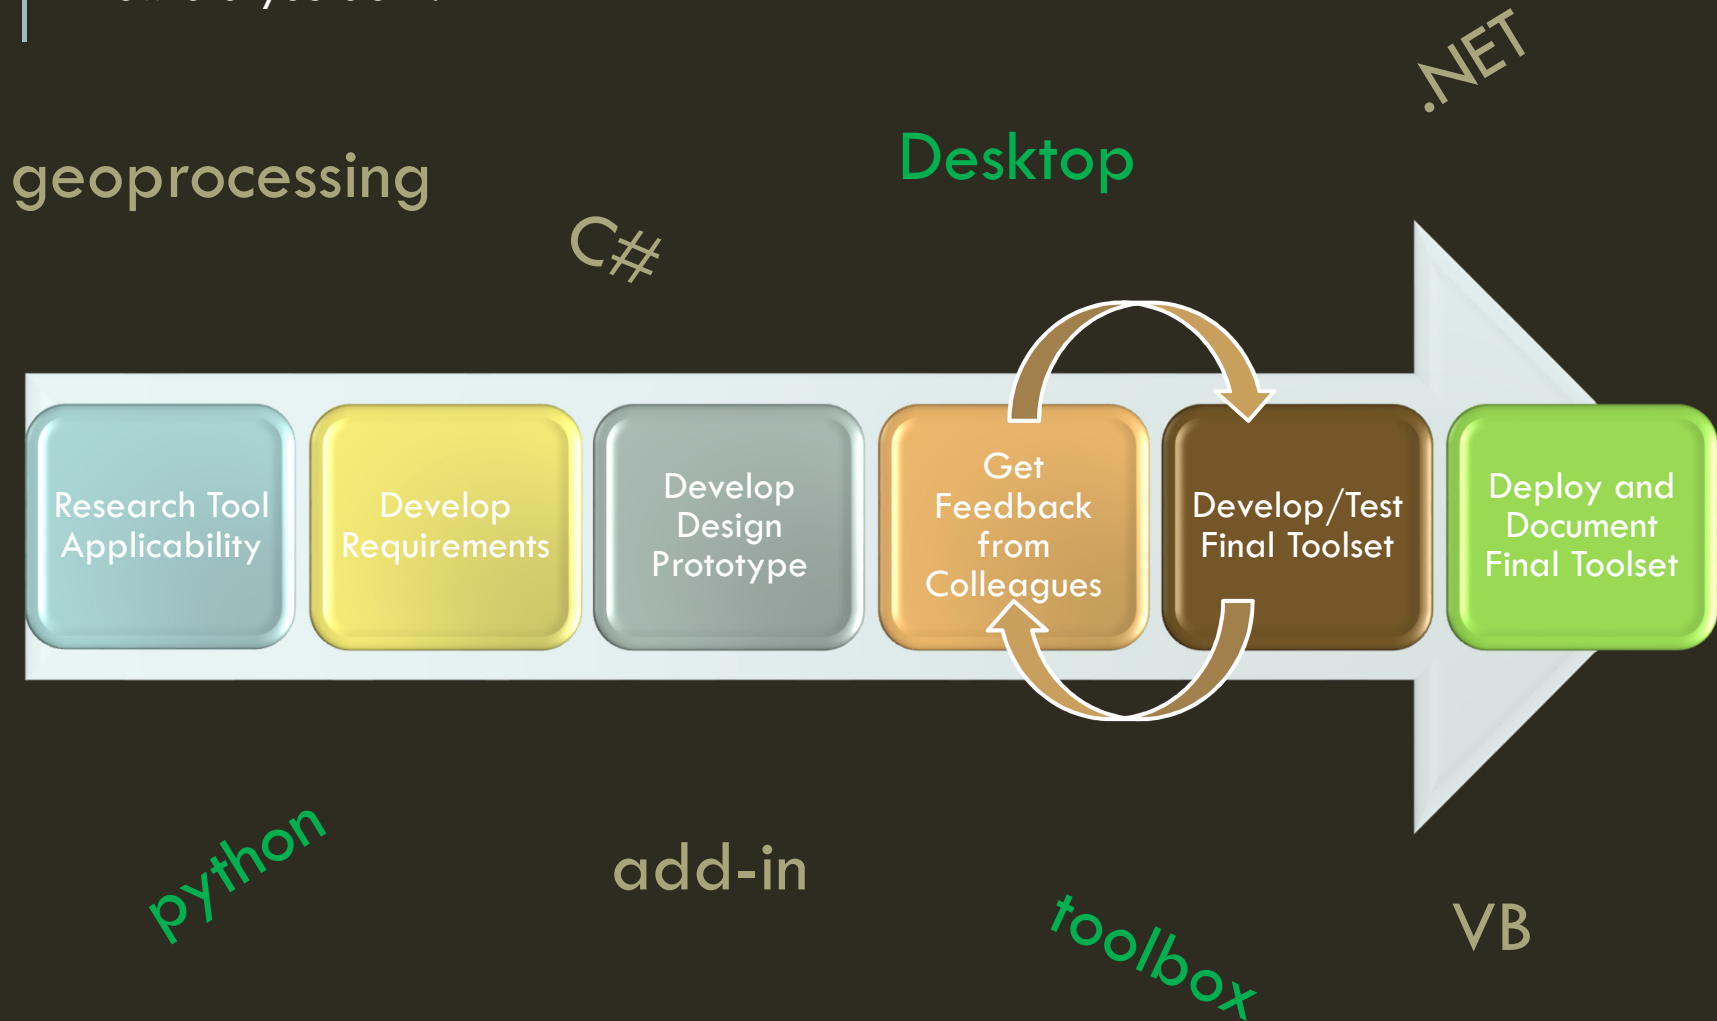 .NET
Desktop
geoprocessing
C#
Research Tool
Applicability
Develop
Requirements
Develop
Design
Prototype
Get
Feedback
from
Colleagues
Develop/Test
Final Toolset
Deploy and
Document
Final Toolset
python
add-in
toolbox
VB